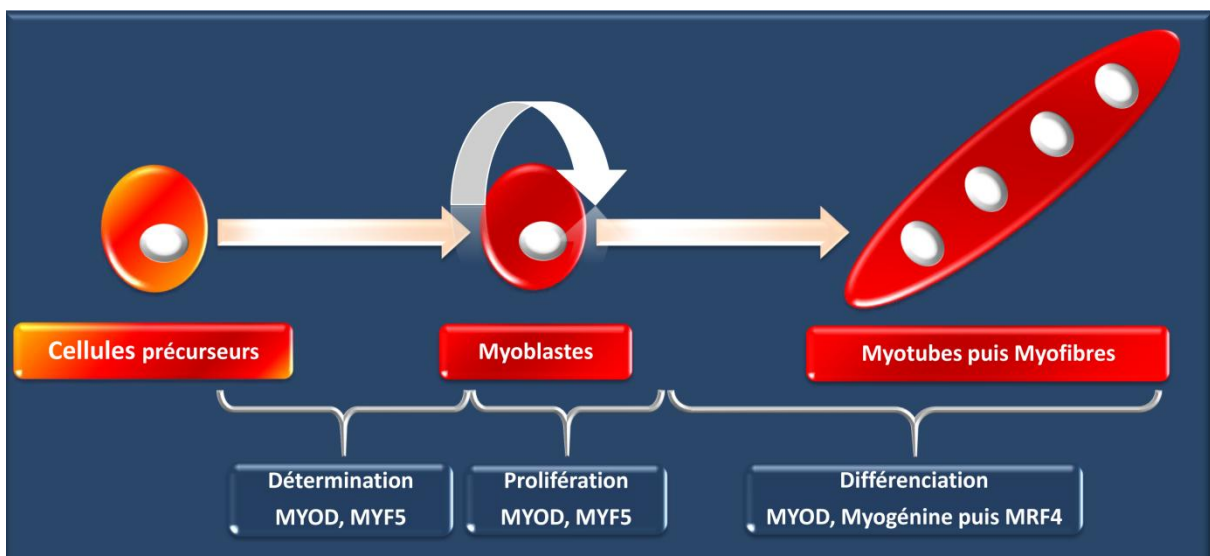 Cellules précurseurs
Myoblastes
Myotubes puis Myofibres
Détermination
MYOD, MYF5
Prolifération
MYOD, MYF5
Différenciation
MYOD, Myogénine puis MRF4